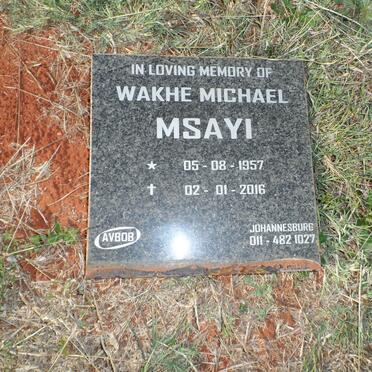 IN LOVING MEMORY OF
WAKHE MICHAEL
MSAYI
★ 05-08-1957
✝ 02-01-2016
AVBOB
JOHANNESBURG
011-482 1027